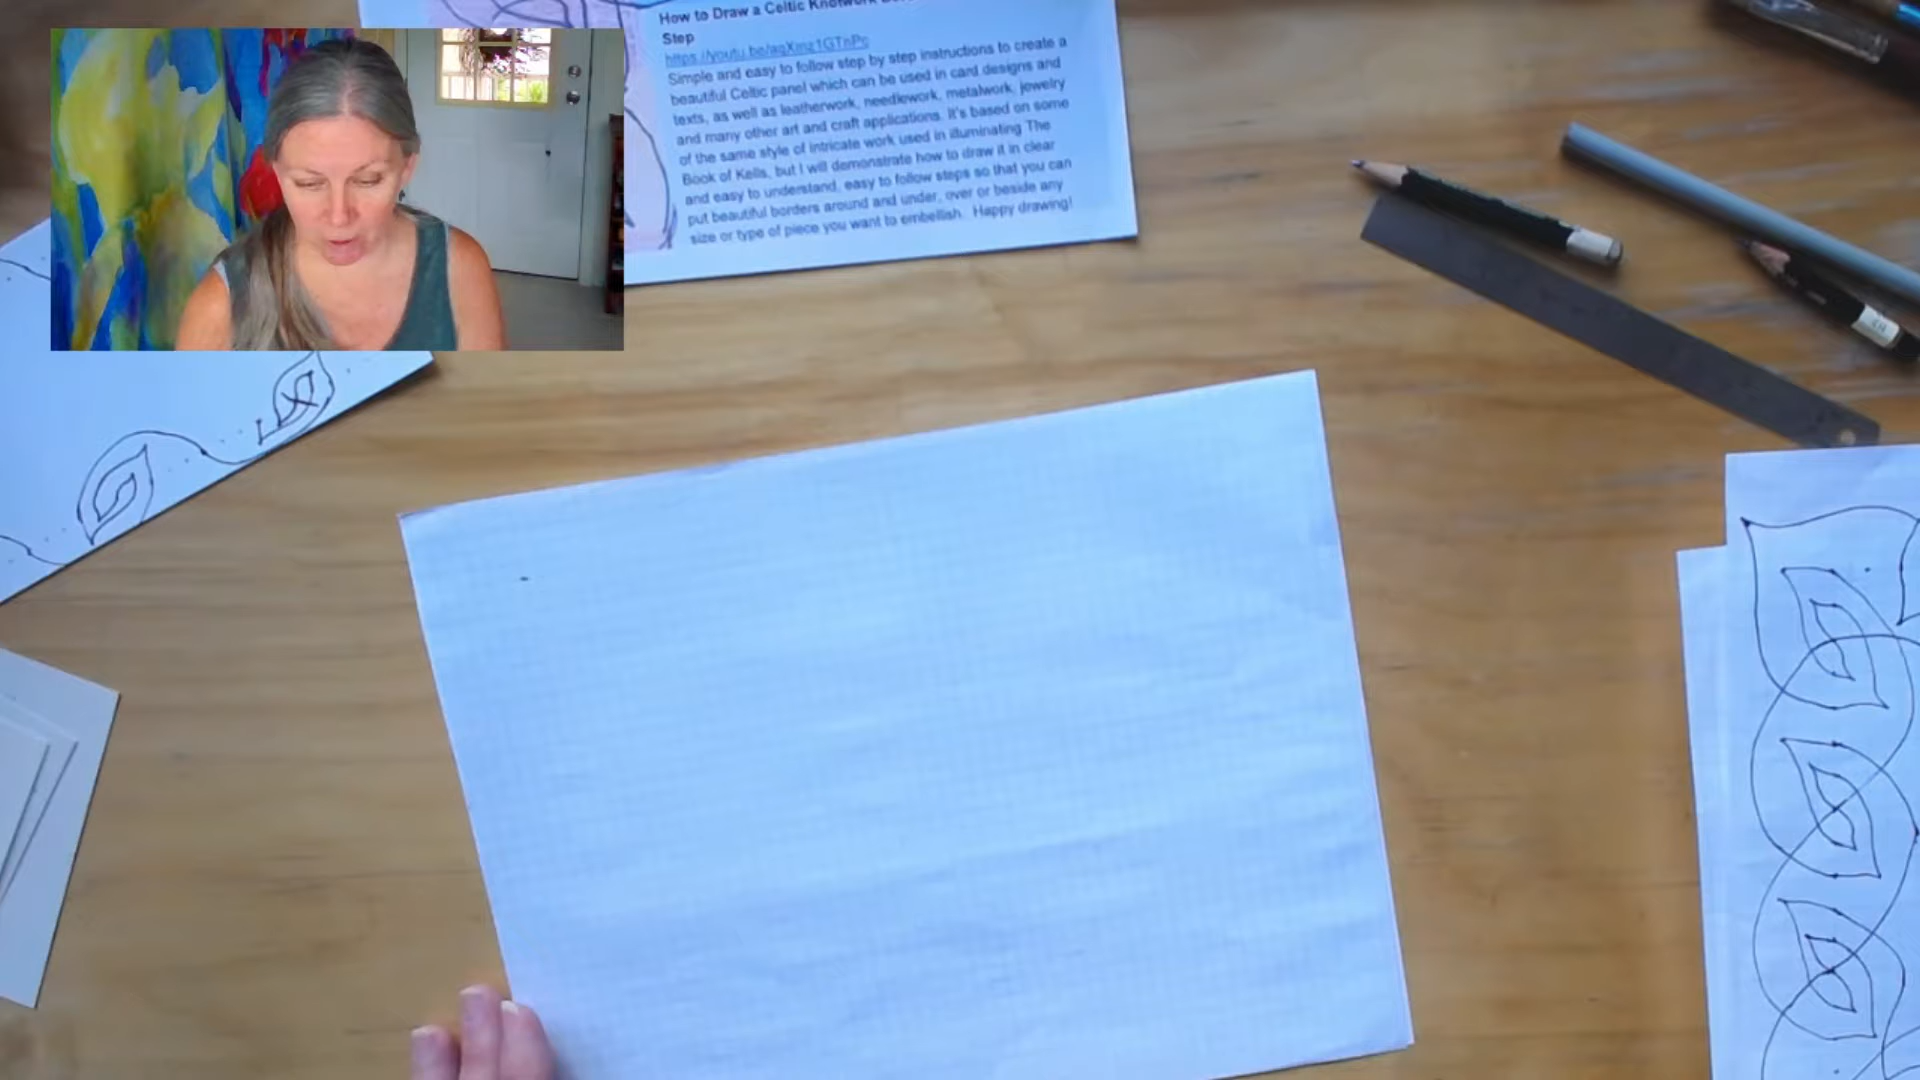 How to Draw a Celtic Knotwork
Step
https://youtu.be/
Simple and easy to follow step by step instructions to create a
beautiful Celtic panel which can be used in card designs and
texts, as well as leatherwork, needlework, metalwork, jewelry
and many other art and craft applications. It's based on some
of the same style of intricate work used in illuminating The
Book of Kells, but I will demonstrate how to draw it in clear
and easy to understand, easy to follow steps so that you can
put beautiful borders around and under, over or beside any
size or type of piece you want to embellish. Happy drawing!